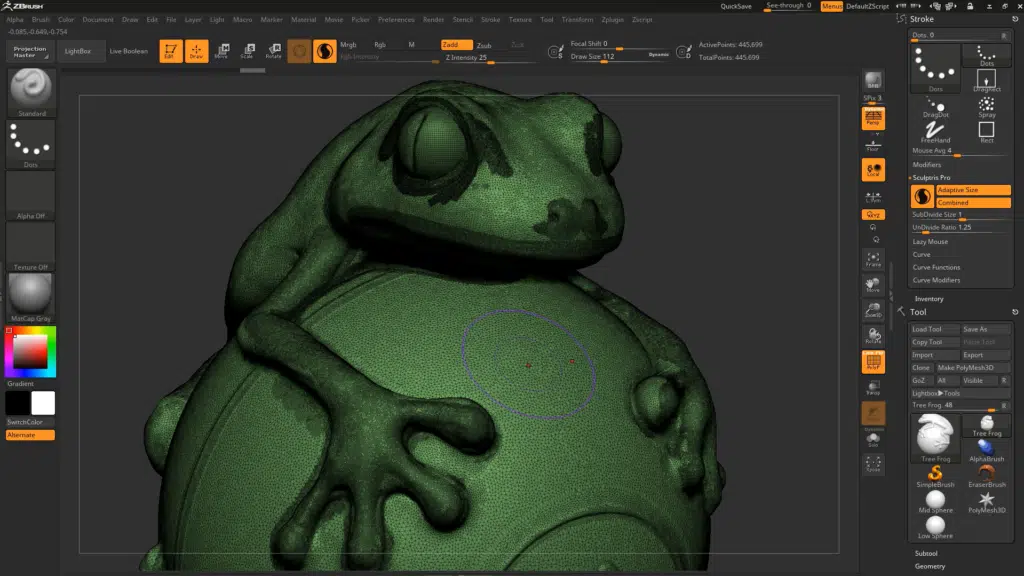 ZBRUSH
QuickSave See-through 0 Menus DefaultZScript
Alpha Brush Color Document Draw Edit File Layer Light Macro Marker Material Movie Picker Preferences Render Stencil Stroke Texture Tool Transform Zplugin Zscript
-0.085,-0.649,-0.754
Projection Master
LightBox
Live Boolean
Edit Draw Move Scale Rotate
Mrgb Rgb M
RGB Intensity
Zadd Zsub Zcut
Z Intensity 25
Focal Shift 0
Draw Size 112
Dynamic
ActivePoints: 445,699
TotalPoints: 445,699
Standard
Dots
Alpha Off
Texture Off
MatCap Gray
Gradient
SwitchColor
Alternate
BPR
SPix 3
Persp
Floor
Local
L.Sym
Frame
Move
Zoom3D
Rotate
PolyF
Transp
Dynamic
Solo
Xpose
Stroke
Dots. 0 R
Dots Dots
DragRect
DragDot Spray
FreeHand Rect
Mouse Avg 4
Modifiers
Sculptris Pro
Adaptive Size
Combined
SubDivide Size 1
UnDivide Ratio 1.25
Lazy Mouse
Curve
Curve Functions
Curve Modifiers
Inventory
Tool
Load Tool Save As
Copy Tool Paste Tool
Import Export
Clone Make PolyMesh3D
GoZ All Visible R
Lightbox▶Tools
Tree Frog. 48 R
Tree Frog Tree Frog
AlphaBrush
SimpleBrush EraserBrush
Mid Sphere PolyMesh3D
Low Sphere
Subtool
Geometry